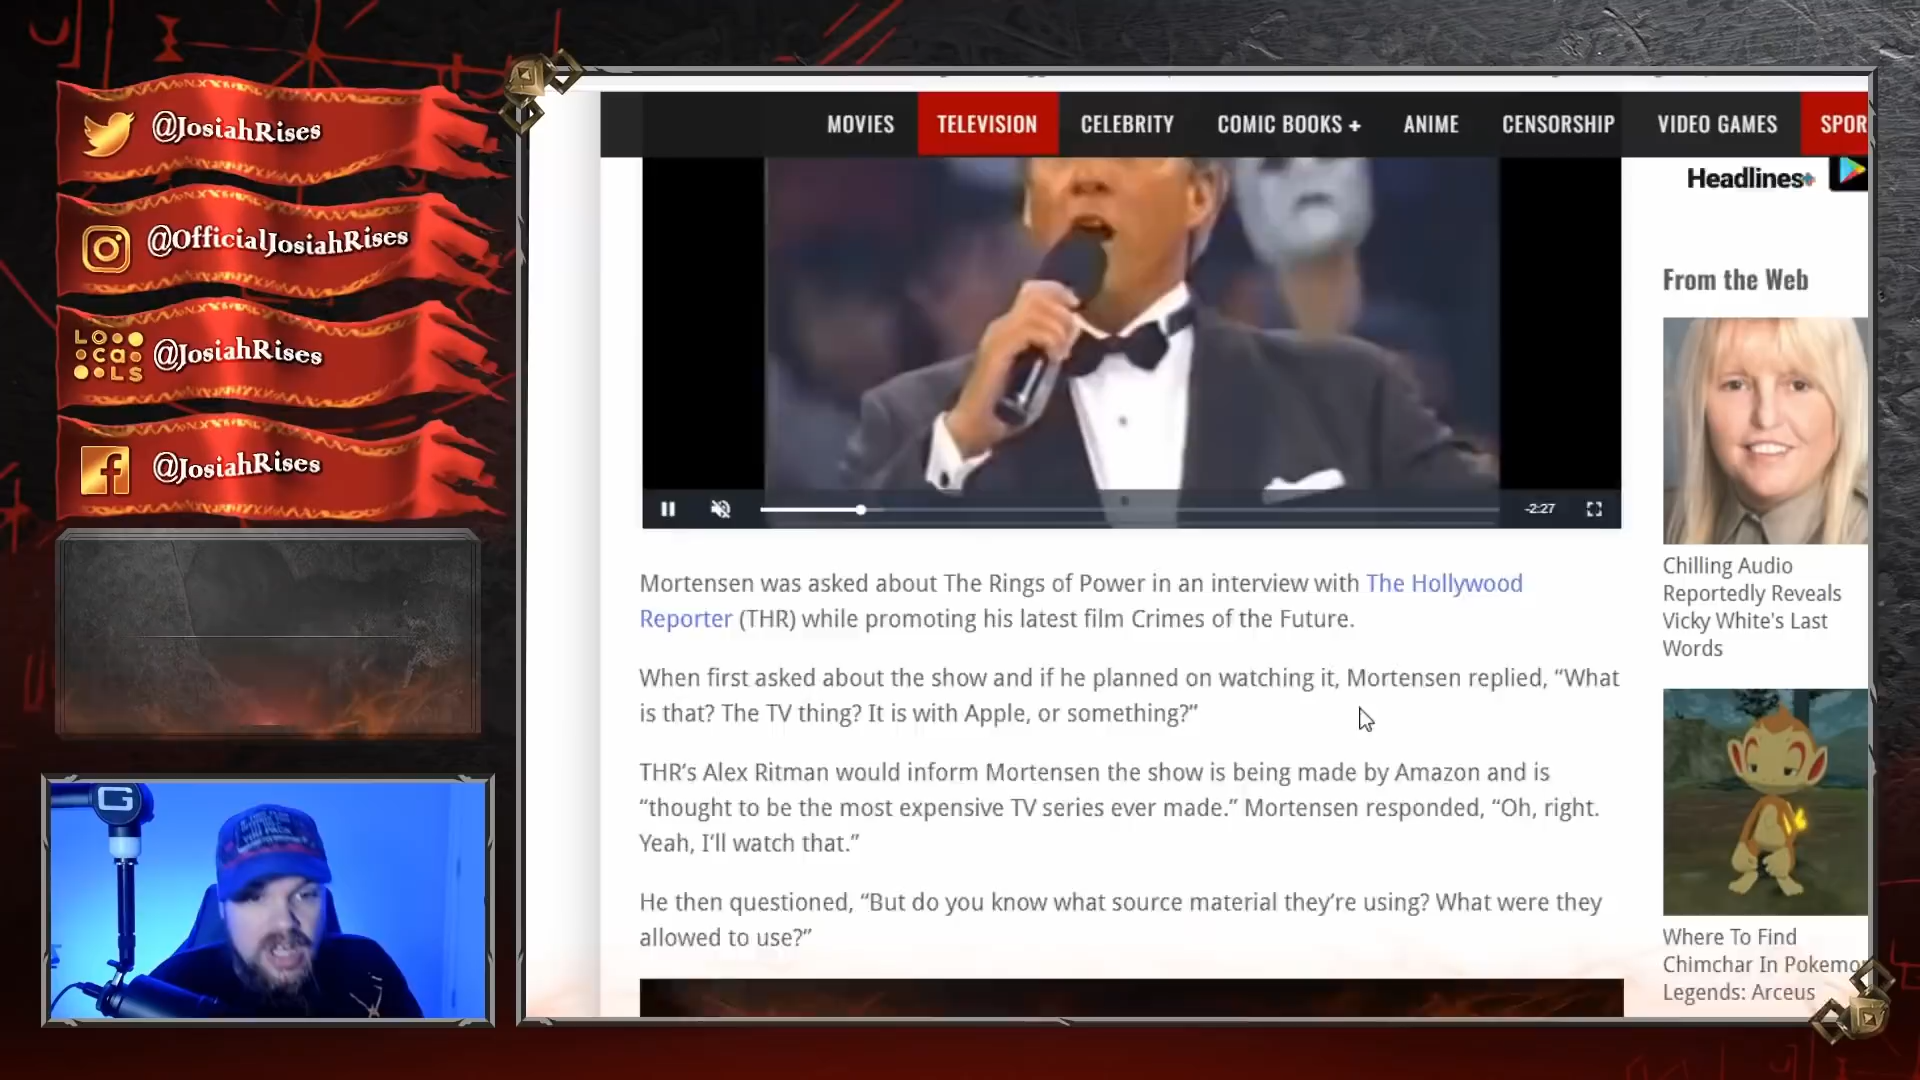 @JosiahRises
@OfficialJosiahRises
LOcaLS
@JosiahRises
@JosiahRises
MOVIES TELEVISION CELEBRITY COMIC BOOKS + ANIME CENSORSHIP VIDEO GAMES SPOR
Headlines+
-2:27
Mortensen was asked about The Rings of Power in an interview with The Hollywood
Reporter (THR) while promoting his latest film Crimes of the Future.
When first asked about the show and if he planned on watching it, Mortensen replied, “What
is that? The TV thing? It is with Apple, or something?”
THR’s Alex Ritman would inform Mortensen the show is being made by Amazon and is
“thought to be the most expensive TV series ever made.” Mortensen responded, “Oh, right.
Yeah, I’ll watch that.”
He then questioned, “But do you know what source material they’re using? What were they
allowed to use?”
From the Web
Chilling Audio
Reportedly Reveals
Vicky White's Last
Words
Where To Find
Chimchar In Pokemo
Legends: Arceus
G